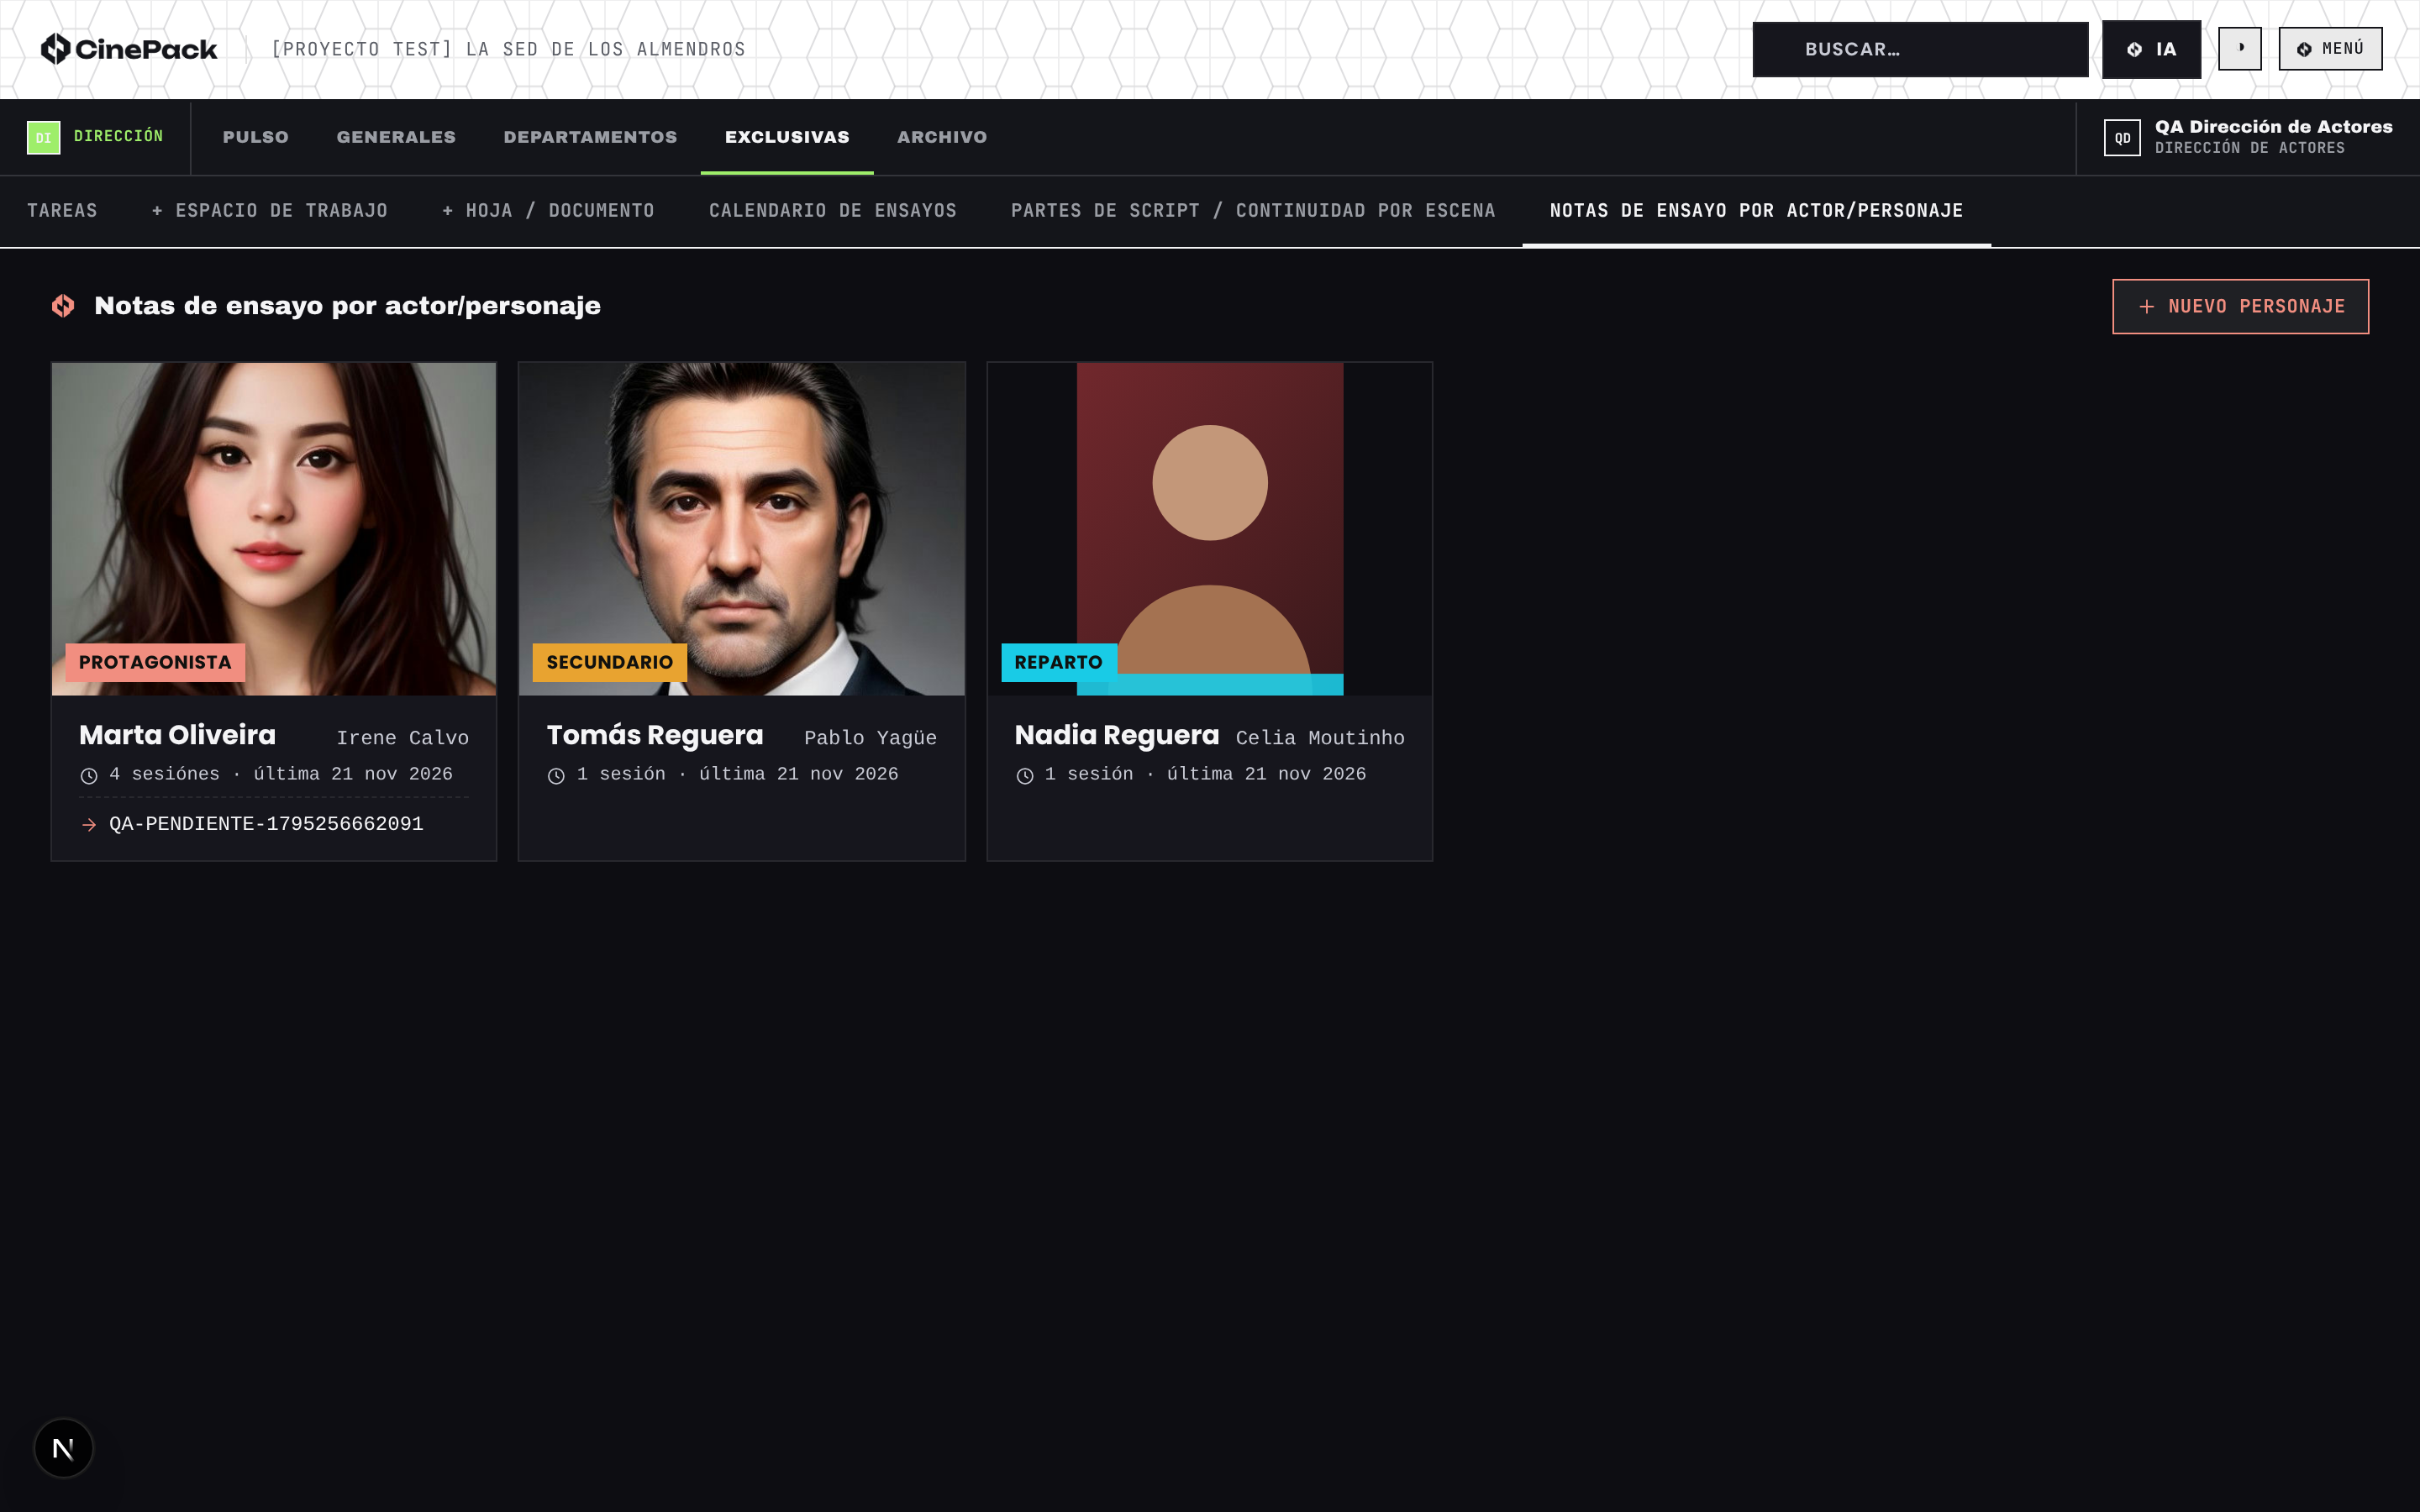 CinePack
[PROYECTO TEST] LA SED DE LOS ALMENDROS
BUSCAR…
IA
MENÚ
DI
DIRECCIÓN
PULSO
GENERALES
DEPARTAMENTOS
EXCLUSIVAS
ARCHIVO
QD
QA Dirección de Actores
DIRECCIÓN DE ACTORES
TAREAS
+ ESPACIO DE TRABAJO
+ HOJA / DOCUMENTO
CALENDARIO DE ENSAYOS
PARTES DE SCRIPT / CONTINUIDAD POR ESCENA
NOTAS DE ENSAYO POR ACTOR/PERSONAJE
Notas de ensayo por actor/personaje
+ NUEVO PERSONAJE
PROTAGONISTA
Marta Oliveira
Irene Calvo
4 sesiónes · última 21 nov 2026
→ QA-PENDIENTE-1795256662091
SECUNDARIO
Tomás Reguera
Pablo Yagüe
1 sesión · última 21 nov 2026
REPARTO
Nadia Reguera
Celia Moutinho
1 sesión · última 21 nov 2026
N